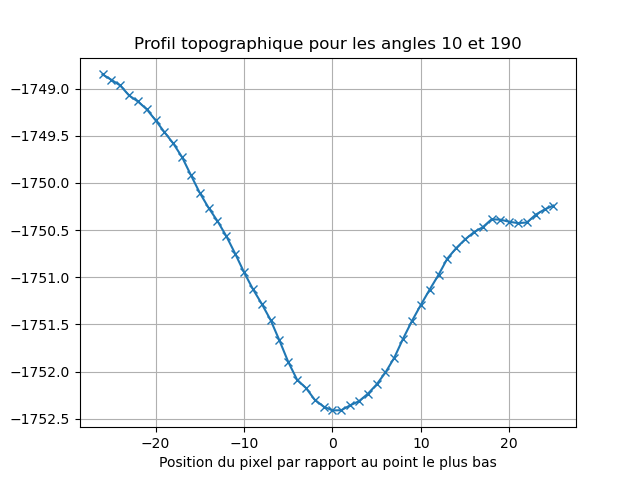 Profil topographique pour les angles 10 et 190
−1749.0
−1749.5
−1750.0
−1750.5
−1751.0
−1751.5
−1752.0
−1752.5
−20 −10 0 10 20
Position du pixel par rapport au point le plus bas